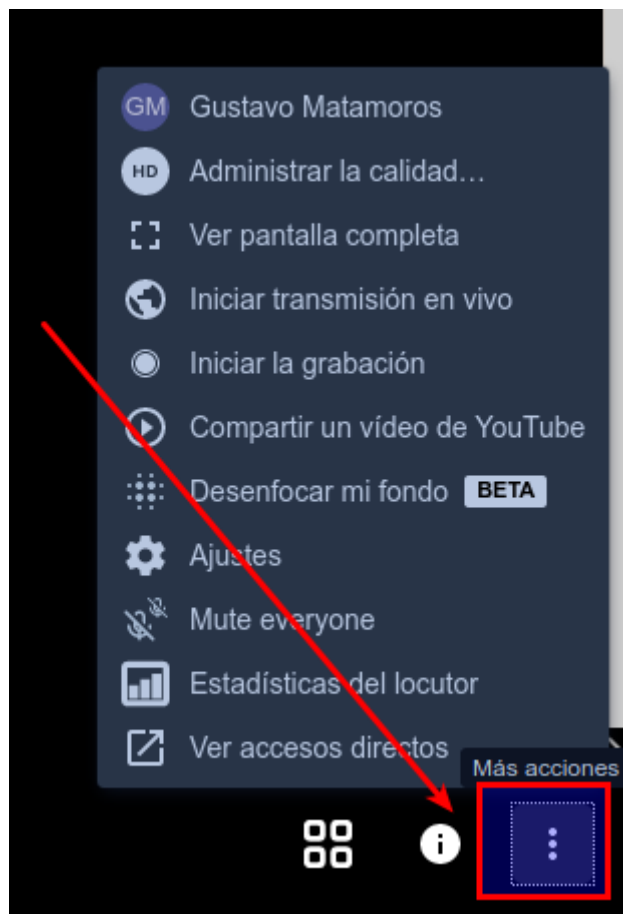 GM Gustavo Matamoros
HD Administrar la calidad...
Ver pantalla completa
Iniciar transmisión en vivo
Iniciar la grabación
Compartir un vídeo de YouTube
Desenfocar mi fondo BETA
Ajustes
Mute everyone
Estadísticas del locutor
Ver accesos directos
Más acciones
i